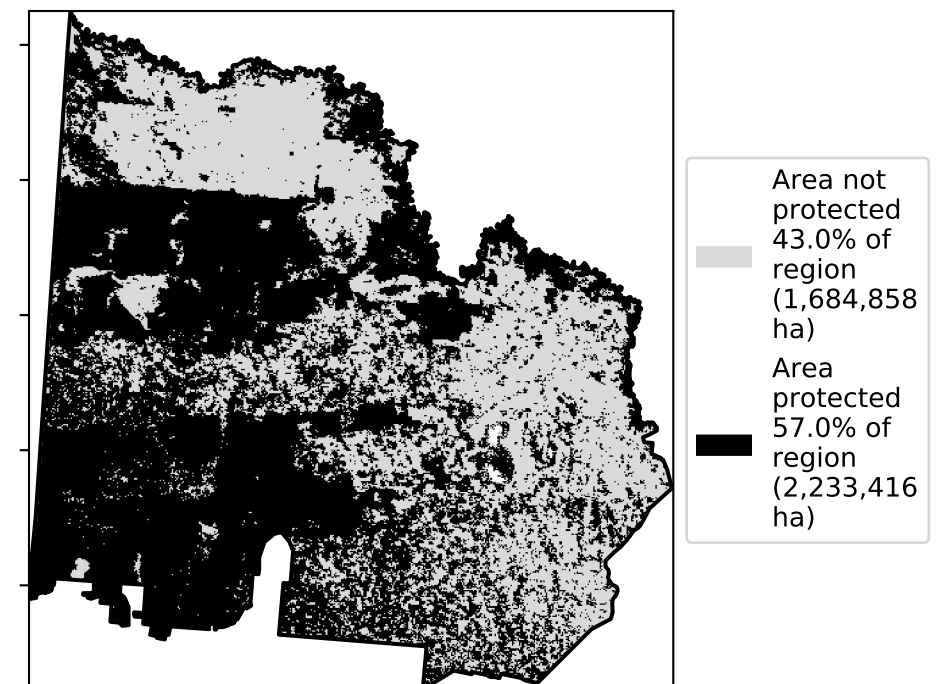 Area not
protected
43.0% of
region
(1,684,858
ha)
Area
protected
57.0% of
region
(2,233,416
ha)